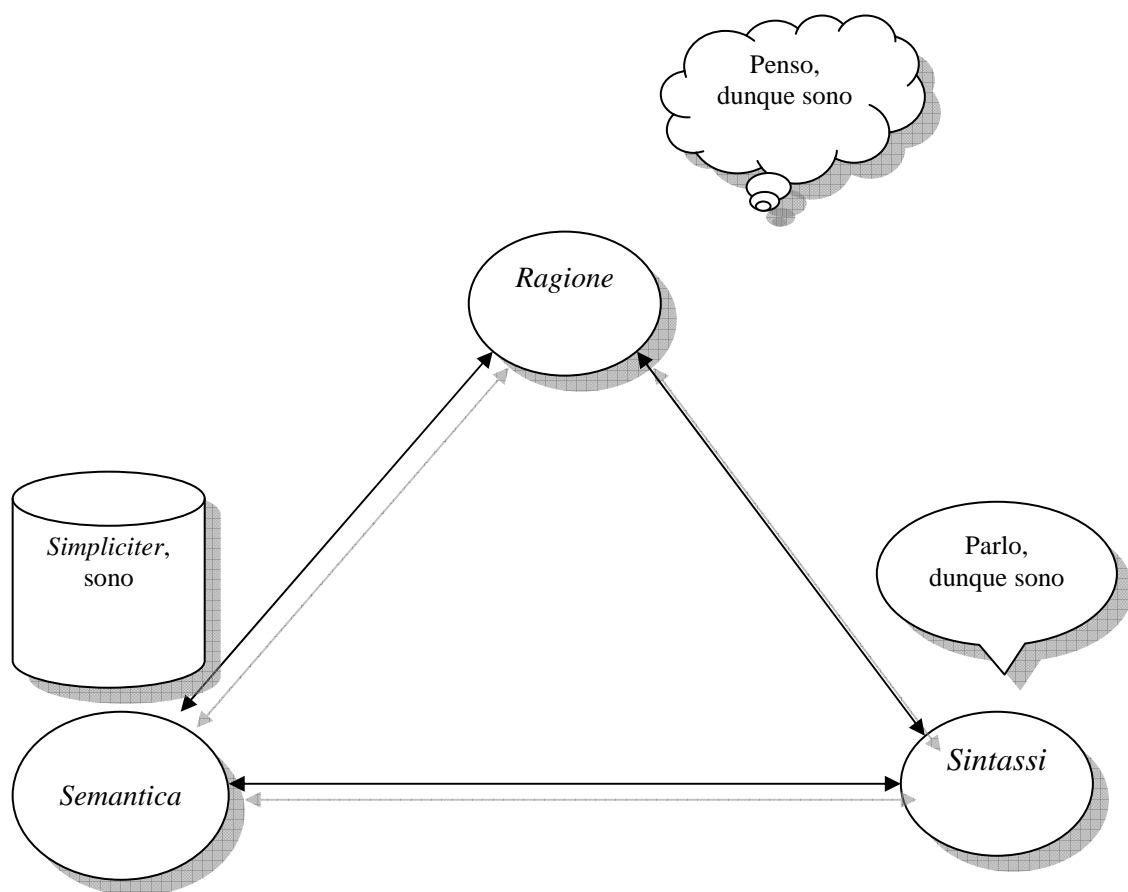 Penso,
dunque sono
Ragione
Simpliciter,
sono
Parlo,
dunque sono
Semantica
Sintassi